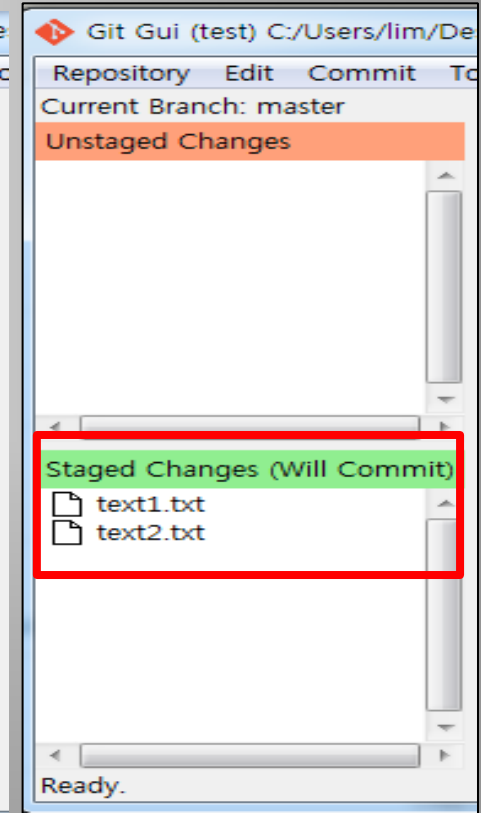 Git Gui (test) C:/Users/lim/De
Repository Edit Commit To
Current Branch: master
Unstaged Changes
Staged Changes (Will Commit)
text1.txt
text2.txt
Ready.